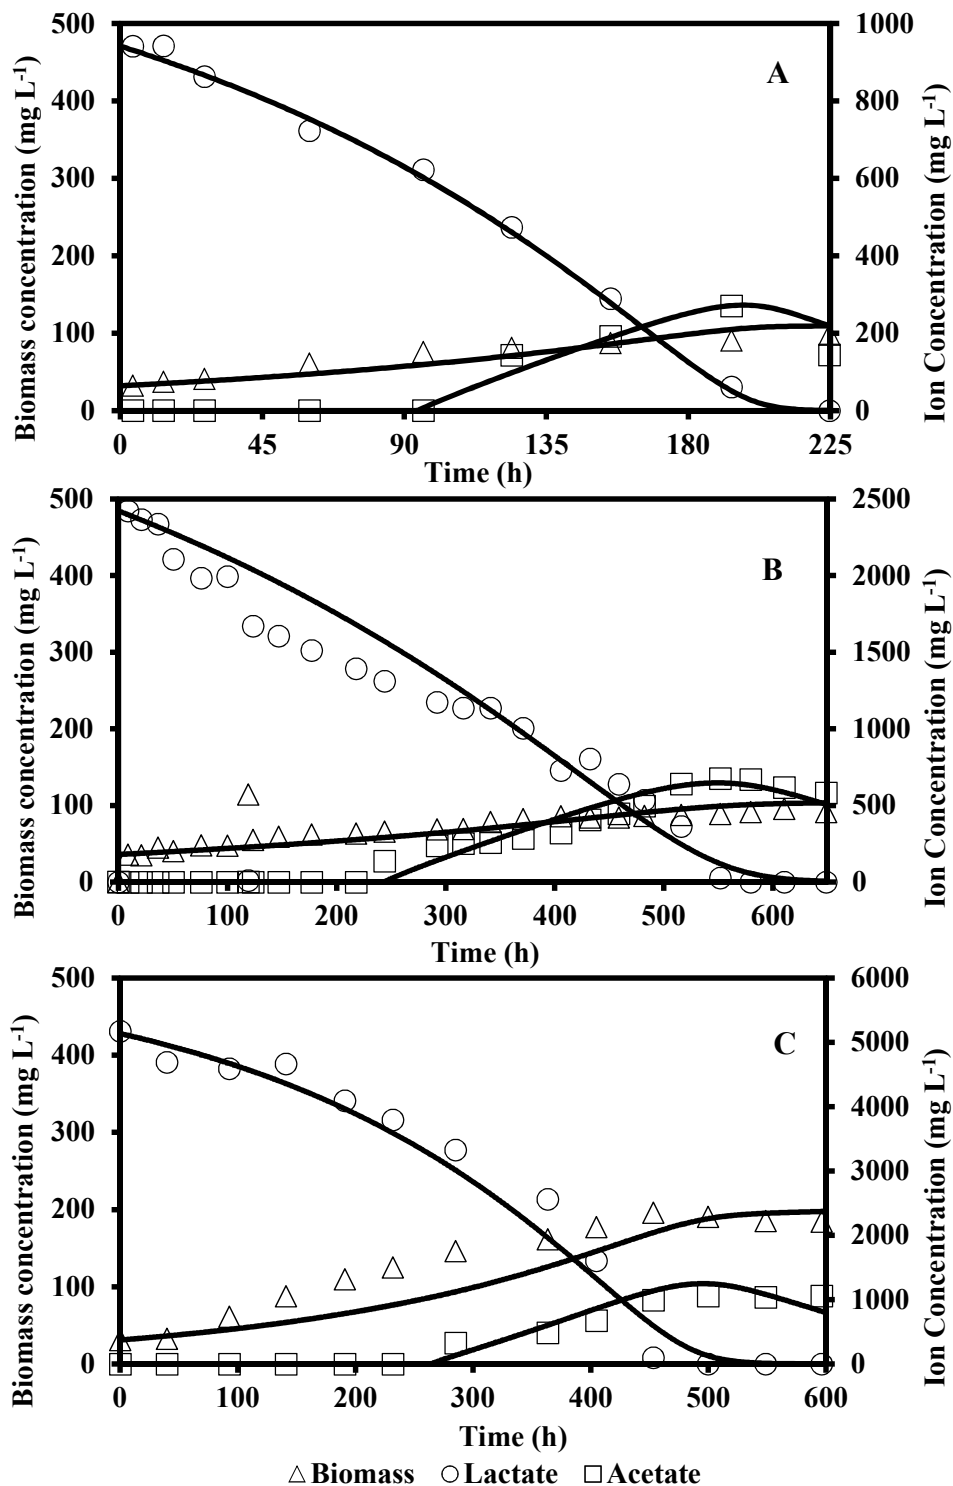 Biomass concentration (mg L⁻¹)
500
400
300
200
100
0
A
1000
800
600
400
200
0
Ion Concentration (mg L⁻¹)
0 45 90 135 180 225
Time (h)
Biomass concentration (mg L⁻¹)
500
400
300
200
100
0
B
2500
2000
1500
1000
500
0
Ion Concentration (mg L⁻¹)
0 100 200 300 400 500 600
Time (h)
Biomass concentration (mg L⁻¹)
500
400
300
200
100
0
C
6000
5000
4000
3000
2000
1000
0
Ion Concentration (mg L⁻¹)
0 100 200 300 400 500 600
Time (h)
Biomass Lactate Acetate